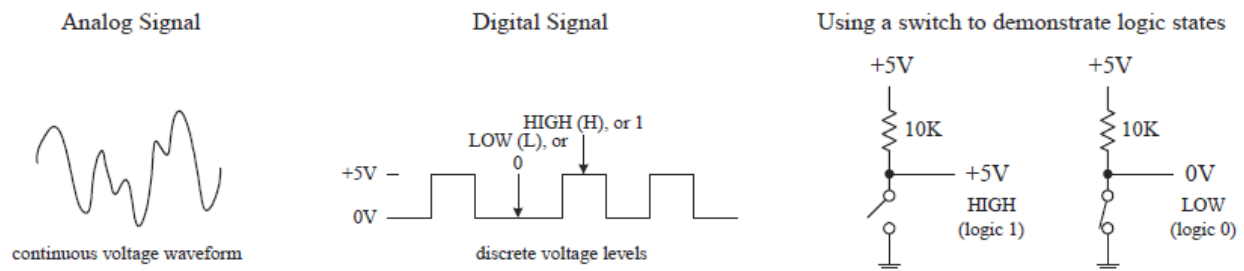 Analog Signal
continuous voltage waveform
Digital Signal
HIGH (H), or 1
LOW (L), or
0
+5V
0V
discrete voltage levels
Using a switch to demonstrate logic states
+5V
10K
+5V
HIGH
(logic 1)
+5V
10K
0V
LOW
(logic 0)